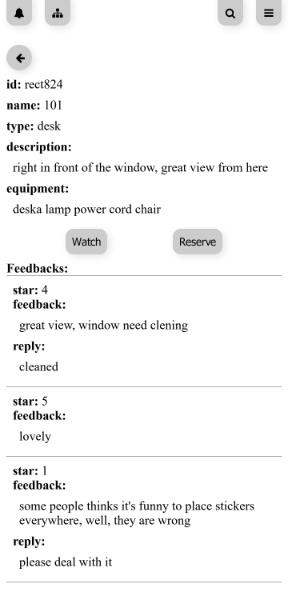 id: rect824
name: 101
type: desk
description:
right in front of the window, great view from here
equipment:
deska lamp power cord chair
Watch
Reserve
Feedbacks:
star: 4
feedback:
great view, window need clening
reply:
cleaned
star: 5
feedback:
lovely
star: 1
feedback:
some people thinks it's funny to place stickers
everywhere, well, they are wrong
reply:
please deal with it